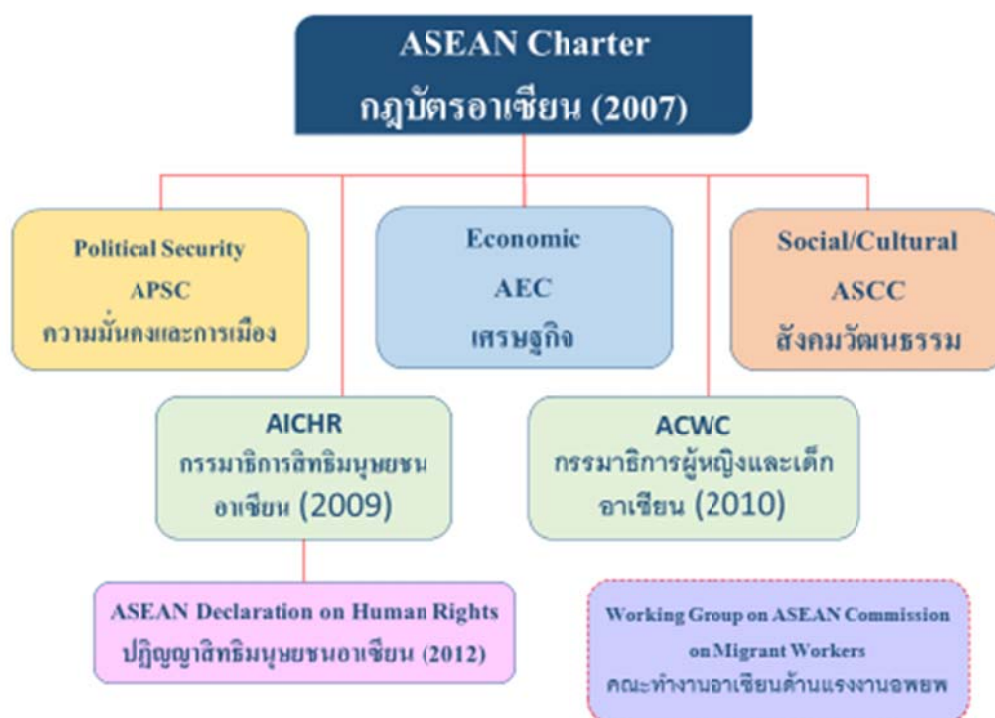 ASEAN Charter
กฎบัตรอาเซียน (2007)
Political Security
APSC
ความมั่นคงและการเมือง
Economic
AEC
เศรษฐกิจ
Social/Cultural
ASCC
สังคมวัฒนธรรม
AICHR
กรรมาธิการสิทธิมนุษยชน
อาเซียน (2009)
ACWC
กรรมาธิการผู้หญิงและเด็ก
อาเซียน (2010)
ASEAN Declaration on Human Rights
ปฏิญญาสิทธิมนุษยชนอาเซียน (2012)
Working Group on ASEAN Commission
on Migrant Workers
คณะทำงานอาเซียนด้านแรงงานอพยพ